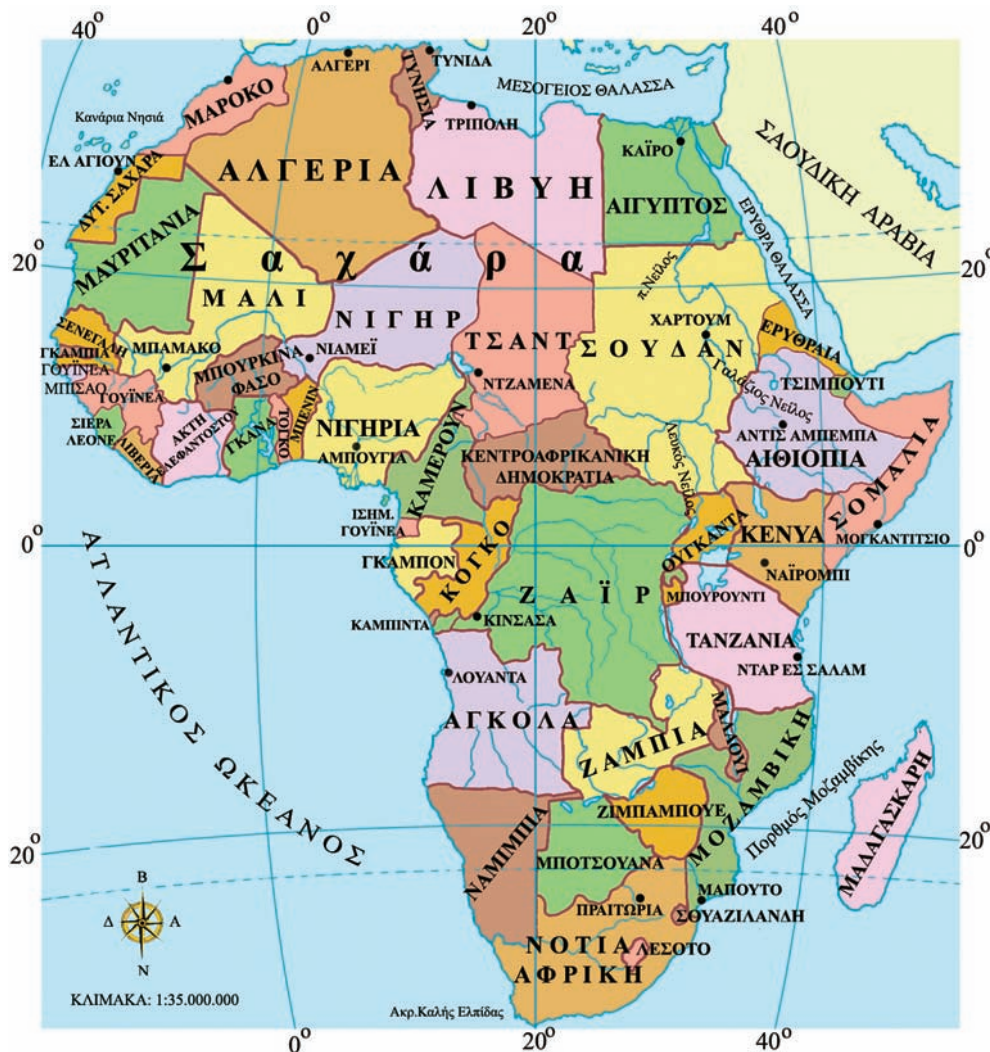 40°
0°
20°
40°
ΑΛΓΕΡΙ
ΤΥΝΙΔΑ
ΤΥΝΗΣΙΑ
ΜΕΣΟΓΕΙΟΣ ΘΑΛΑΣΣΑ
ΜΑΡΟΚΟ
Κανάρια Νησιά
ΤΡΙΠΟΛΗ
ΚΑΪΡΟ
ΣΑΟΥΔΙΚΗ ΑΡΑΒΙΑ
ΕΛ ΑΓΙΟΥΝ
ΔΥΤ. ΣΑΧΑΡΑ
ΑΛΓΕΡΙΑ
ΛΙΒΥΗ
ΑΙΓΥΠΤΟΣ
ΕΡΥΘΡΑ ΘΑΛΑΣΣΑ
20°
20°
ΜΑΥΡΙΤΑΝΙΑ
Σαχάρα
π.Νείλος
ΜΑΛΙ
ΝΙΓΗΡ
ΤΣΑΝΤ
ΣΟΥΔΑΝ
ΧΑΡΤΟΥΜ
ΕΡΥΘΡΑΙΑ
ΣΕΝΕΓΑΛΗ
ΓΚΑΜΠΙΑ
ΓΟΥΪΝΕΑ
ΜΠΙΣΑΟ
ΜΠΑΜΑΚΟ
ΜΠΟΥΡΚΙΝΑ
ΦΑΣΟ
ΝΙΑΜΕΪ
ΝΤΖΑΜΕΝΑ
Γαλάζιος Νείλος
ΤΣΙΜΠΟΥΤΙ
ΓΟΥΪΝΕΑ
ΣΙΕΡΑ
ΛΕΟΝΕ
ΛΙΒΕΡΙΑ
ΑΚΤΗ
ΕΛΕΦΑΝΤΟΣΤΟΥ
ΓΚΑΝΑ
ΤΟΓΚΟ
ΜΠΕΝΙΝ
ΝΙΓΗΡΙΑ
ΑΜΠΟΥΓΙΑ
ΚΑΜΕΡΟΥΝ
ΚΕΝΤΡΟΑΦΡΙΚΑΝΙΚΗ
ΔΗΜΟΚΡΑΤΙΑ
Λευκός Νείλος
ΑΝΤΙΣ ΑΜΠΕΜΠΑ
ΑΙΘΙΟΠΙΑ
ΣΟΜΑΛΙΑ
ΙΣΗΜ.
ΓΟΥΪΝΕΑ
ΟΥΓΚΑΝΤΑ
ΚΕΝΥΑ
ΜΟΓΚΑΝΤΙΤΣΙΟ
0°
0°
ΓΚΑΜΠΟΝ
ΚΟΓΚΟ
ΖΑΪΡ
ΝΑΪΡΟΜΠΙ
ΜΠΟΥΡΟΥΝΤΙ
ΚΑΜΠΙΝΤΑ
ΚΙΝΣΑΣΑ
ΤΑΝΖΑΝΙΑ
ΝΤΑΡ ΕΣ ΣΑΛΑΜ
ΛΟΥΑΝΤΑ
ΑΓΚΟΛΑ
ΖΑΜΠΙΑ
ΜΑΛΑΟΥΙ
ΜΟΖΑΜΒΙΚΗ
ΑΤΛΑΝΤΙΚΟΣ ΩΚΕΑΝΟΣ
Πορθμός Μοζαμβίκης
ΜΑΔΑΓΑΣΚΑΡΗ
ΖΙΜΠΑΜΠΟΥΕ
20°
20°
ΝΑΜΙΜΠΙΑ
ΜΠΟΤΣΟΥΑΝΑ
ΜΑΠΟΥΤΟ
ΠΡΑΙΤΩΡΙΑ
ΣΟΥΑΖΙΛΑΝΔΗ
Β
Δ
Α
Ν
ΝΟΤΙΑ
ΑΦΡΙΚΗ
ΛΕΣΟΤΟ
ΚΛΙΜΑΚΑ: 1:35.000.000
Ακρ.Καλής Ελπίδας
0°
20°
40°